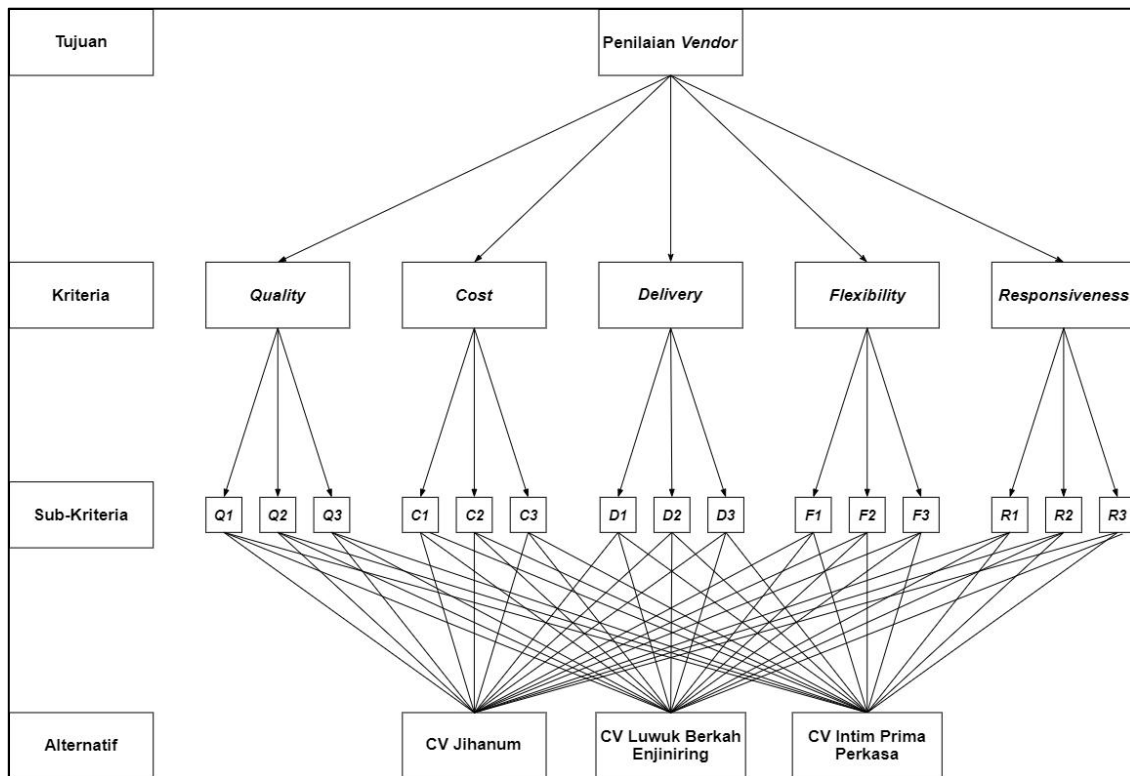 Tujuan
Penilaian Vendor
Kriteria
Quality
Cost
Delivery
Flexibility
Responsiveness
Sub-Kriteria
Q1
Q2
Q3
C1
C2
C3
D1
D2
D3
F1
F2
F3
R1
R2
R3
Alternatif
CV Jihanum
CV Luwuk Berkah
Enjiniring
CV Intim Prima
Perkasa